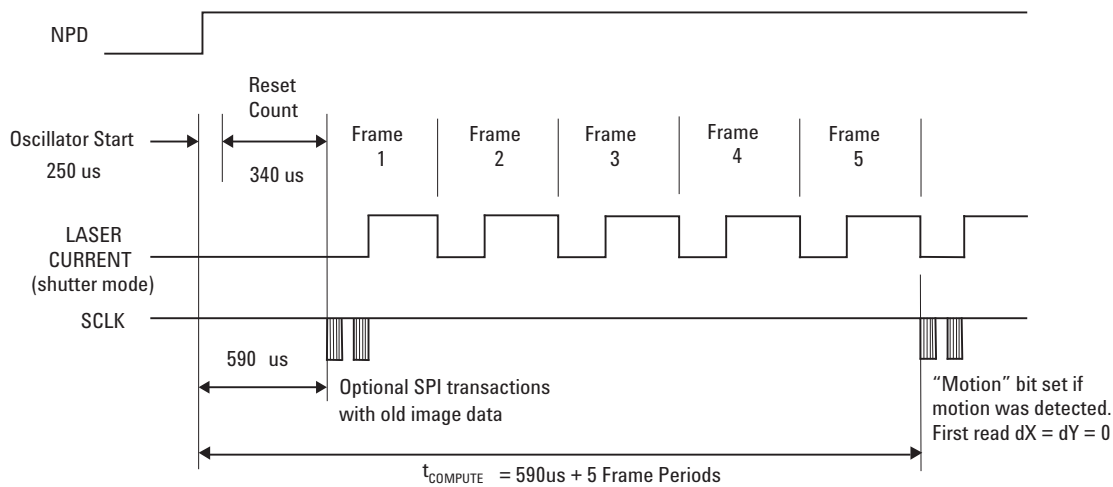 NPD
Reset
Count
Oscillator Start
250 us
340 us
Frame
1
Frame
2
Frame
3
Frame
4
Frame
5
LASER
CURRENT
(shutter mode)
SCLK
590 us
Optional SPI transactions
with old image data
“Motion” bit set if
motion was detected.
First read dX = dY = 0
tCOMPUTE = 590us + 5 Frame Periods